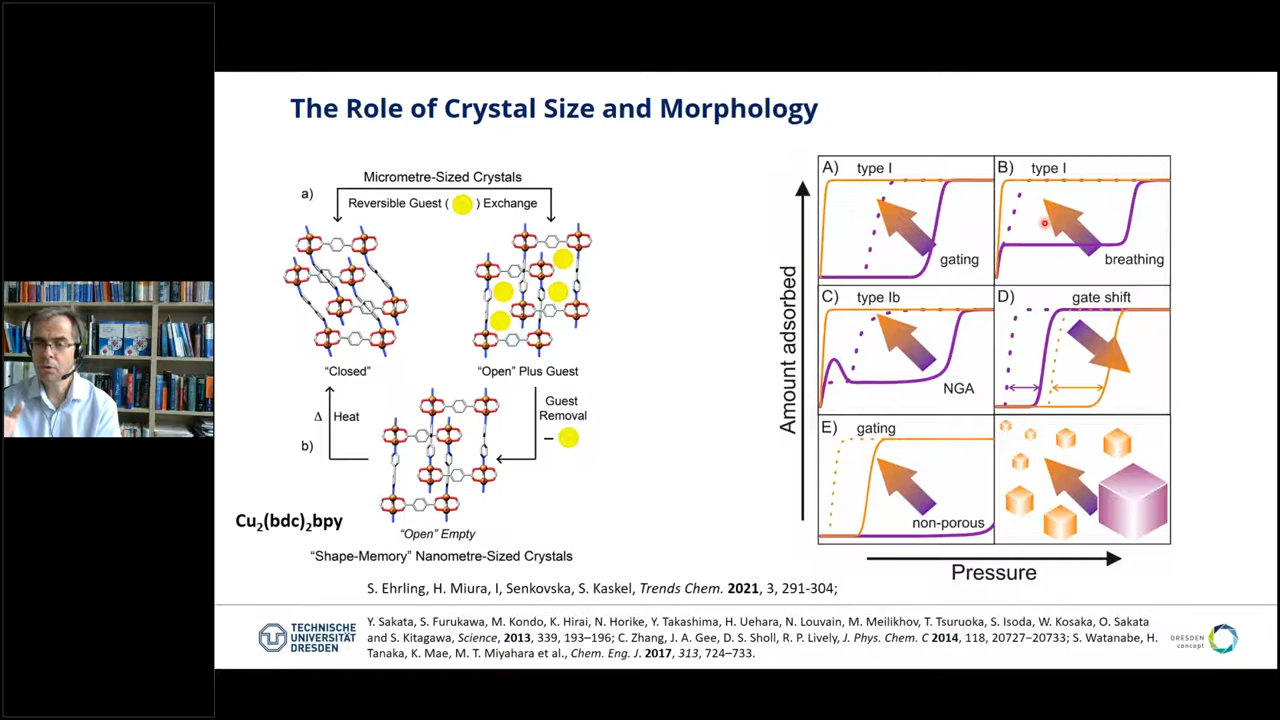 The Role of Crystal Size and Morphology
Micrometre-Sized Crystals
a)
Reversible Guest ( ) Exchange
"Closed"
"Open" Plus Guest
Δ Heat
Guest
Removal
–
b)
Cu₂(bdc)₂bpy
"Open" Empty
"Shape-Memory" Nanometre-Sized Crystals
Amount adsorbed
A) type I
gating
B) type I
breathing
C) type Ib
NGA
D) gate shift
E) gating
non-porous
Pressure
S. Ehrling, H. Miura, I, Senkovska, S. Kaskel, Trends Chem. 2021, 3, 291-304;
TECHNISCHE
UNIVERSITÄT
DRESDEN
Y. Sakata, S. Furukawa, M. Kondo, K. Hirai, N. Horike, Y. Takashima, H. Uehara, N. Louvain, M. Meilikhov, T. Tsuruoka, S. Isoda, W. Kosaka, O. Sakata
and S. Kitagawa, Science, 2013, 339, 193–196; C. Zhang, J. A. Gee, D. S. Sholl, R. P. Lively, J. Phys. Chem. C 2014, 118, 20727–20733; S. Watanabe, H.
Tanaka, K. Mae, M. T. Miyahara et al., Chem. Eng. J. 2017, 313, 724–733.
DRESDEN
concept